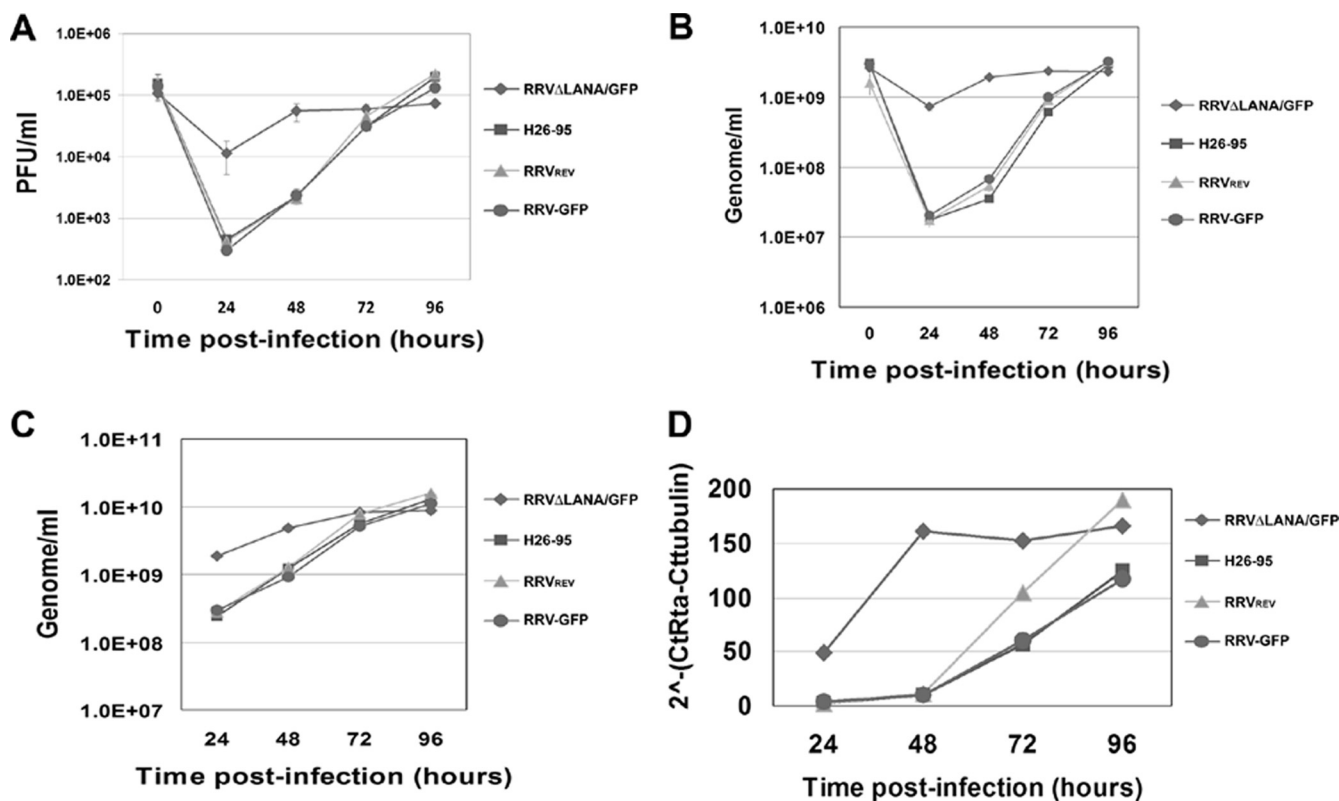 A
1.0E+06
1.0E+05
1.0E+04
1.0E+03
1.0E+02
PFU/ml
0 24 48 72 96
Time post-infection (hours)
RRVΔLANA/GFP
H26-95
RRVREV
RRV-GFP
B
1.0E+10
1.0E+09
1.0E+08
1.0E+07
1.0E+06
Genome/ml
0 24 48 72 96
Time post-infection (hours)
RRVΔLANA/GFP
H26-95
RRVREV
RRV-GFP
C
1.0E+11
1.0E+10
1.0E+09
1.0E+08
1.0E+07
Genome/ml
24 48 72 96
Time post-infection (hours)
RRVΔLANA/GFP
H26-95
RRVREV
RRV-GFP
D
200
150
100
50
0
2^-(CtRta-Cttubulin)
24 48 72 96
Time post-infection (hours)
RRVΔLANA/GFP
H26-95
RRVREV
RRV-GFP